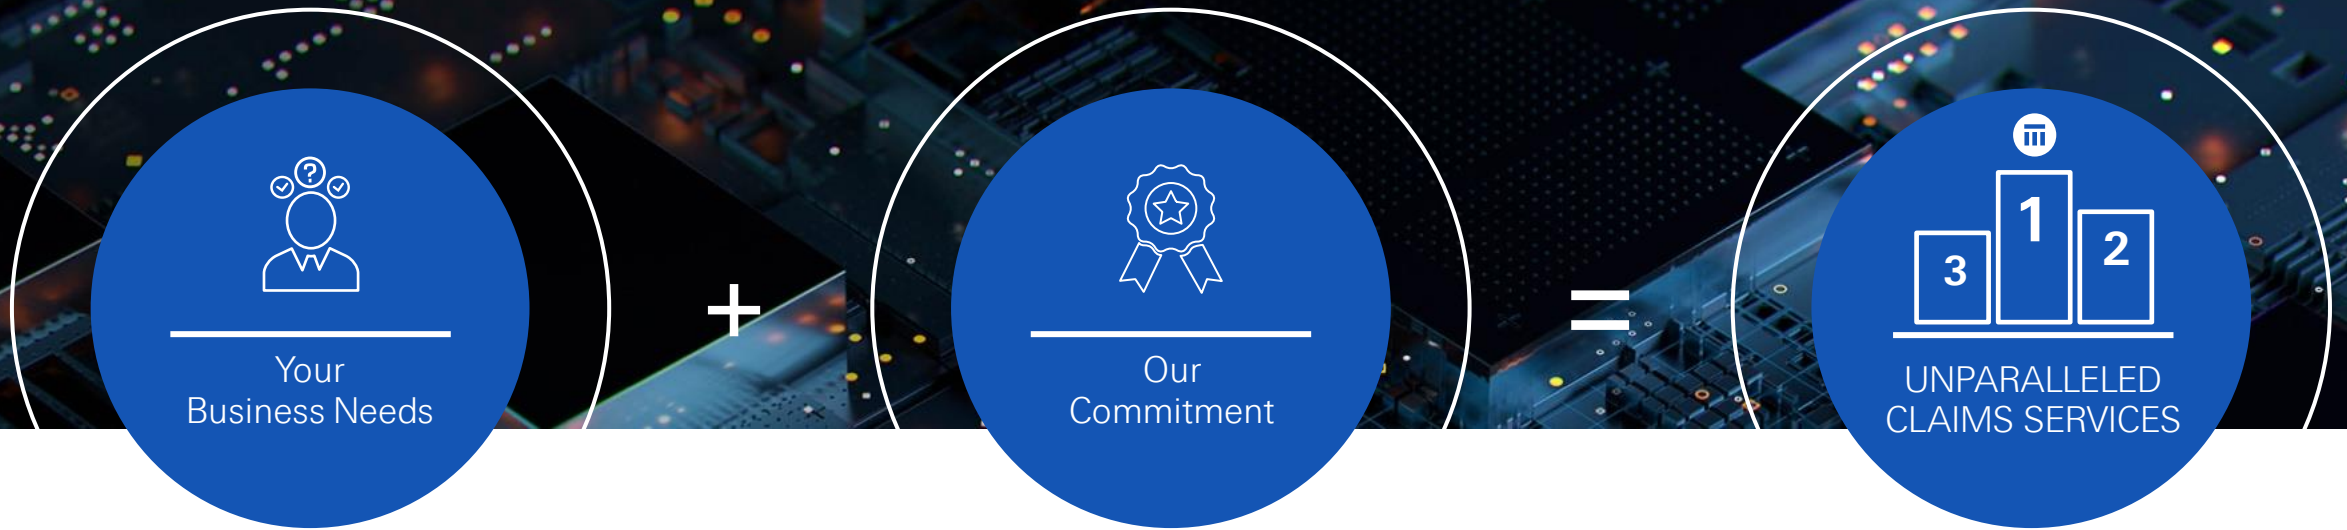 ?
Your
Business Needs
+
Our
Commitment
=
3
1
2
UNPARALLELED
CLAIMS SERVICES